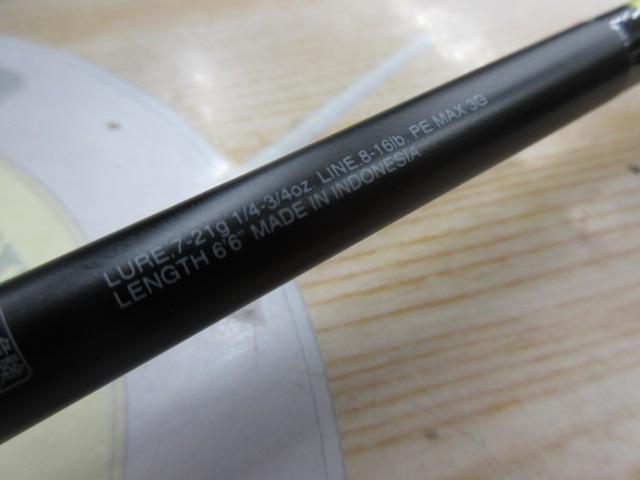 LURE.7-21g 1/4-3/4oz. LINE.8-16lb. PE MAX 3G
LENGTH 6'6" MADE IN INDONESIA